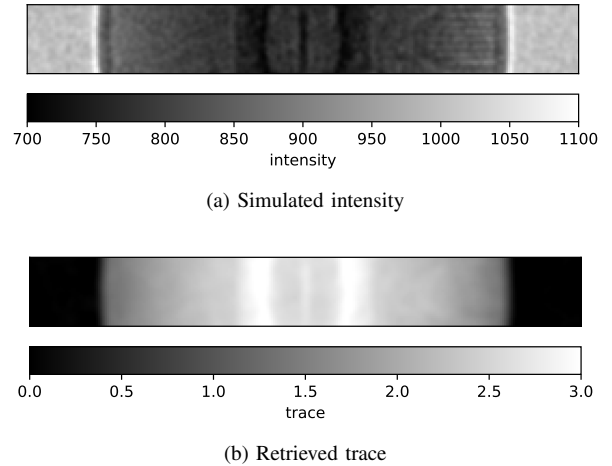 700 750 800 850 900 950 1000 1050 1100
intensity
(a) Simulated intensity
0.0 0.5 1.0 1.5 2.0 2.5 3.0
trace
(b) Retrieved trace